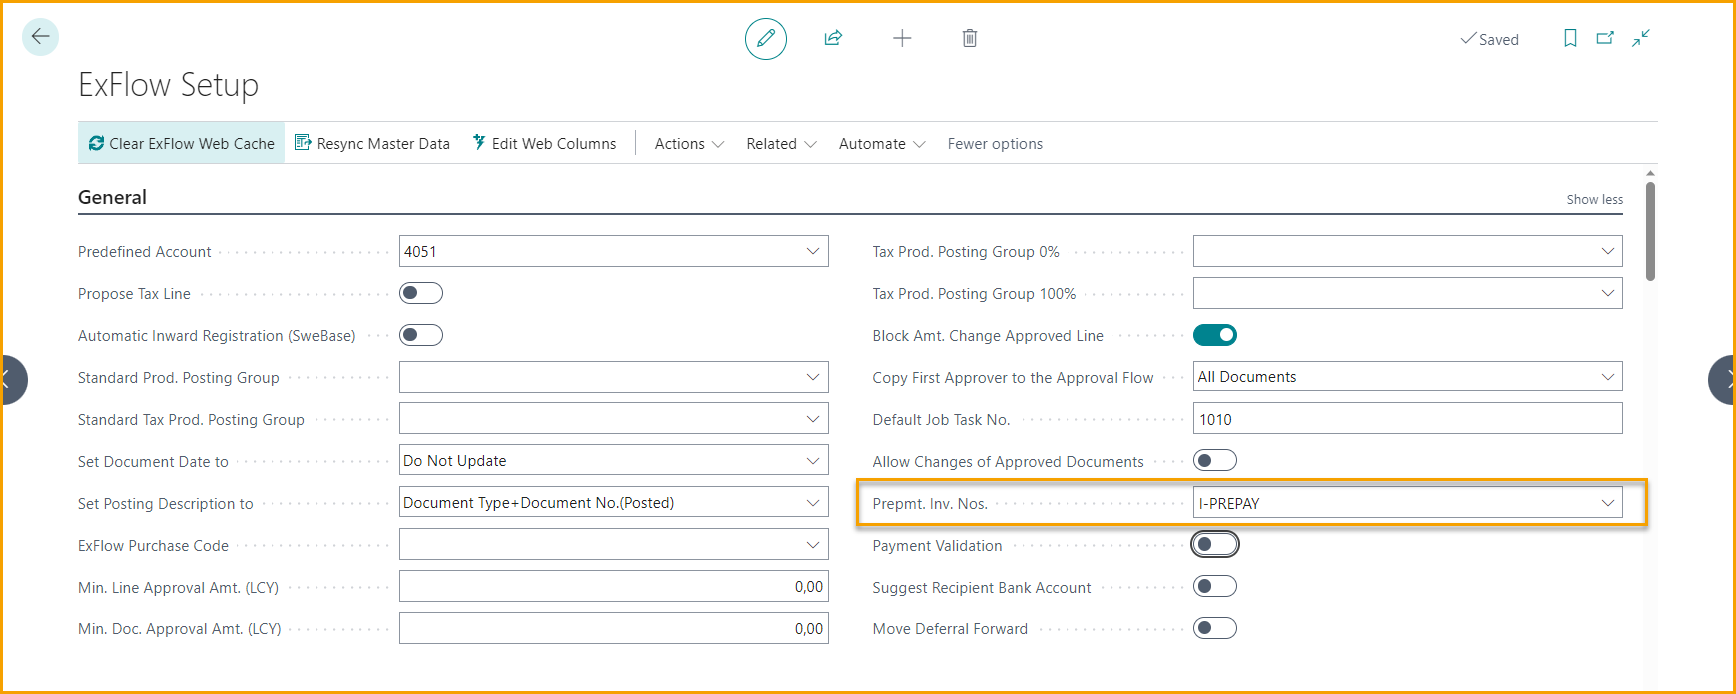 Saved
ExFlow Setup
Clear ExFlow Web Cache Resync Master Data Edit Web Columns Actions Related Automate Fewer options
General
Show less
Predefined Account 4051
Propose Tax Line
Automatic Inward Registration (SweBase)
Standard Prod. Posting Group
Standard Tax Prod. Posting Group
Set Document Date to Do Not Update
Set Posting Description to Document Type+Document No.(Posted)
ExFlow Purchase Code
Min. Line Approval Amt. (LCY) 0,00
Min. Doc. Approval Amt. (LCY) 0,00
Tax Prod. Posting Group 0%
Tax Prod. Posting Group 100%
Block Amt. Change Approved Line
Copy First Approver to the Approval Flow All Documents
Default Job Task No. 1010
Allow Changes of Approved Documents
Prepmt. Inv. Nos. I-PREPAY
Payment Validation
Suggest Recipient Bank Account
Move Deferral Forward